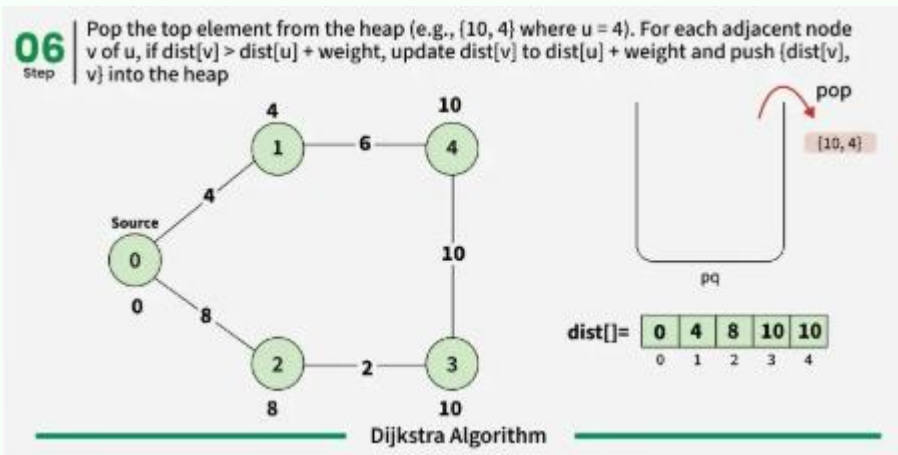 06
Step
Pop the top element from the heap (e.g., {10, 4} where u = 4). For each adjacent node
v of u, if dist[v] > dist[u] + weight, update dist[v] to dist[u] + weight and push {dist[v],
v} into the heap
4
10
pop
1
6
4
{10, 4}
4
Source
0
10
0
8
pq
dist[]= 0 4 8 10 10
0 1 2 3 4
2
2
3
8
10
Dijkstra Algorithm